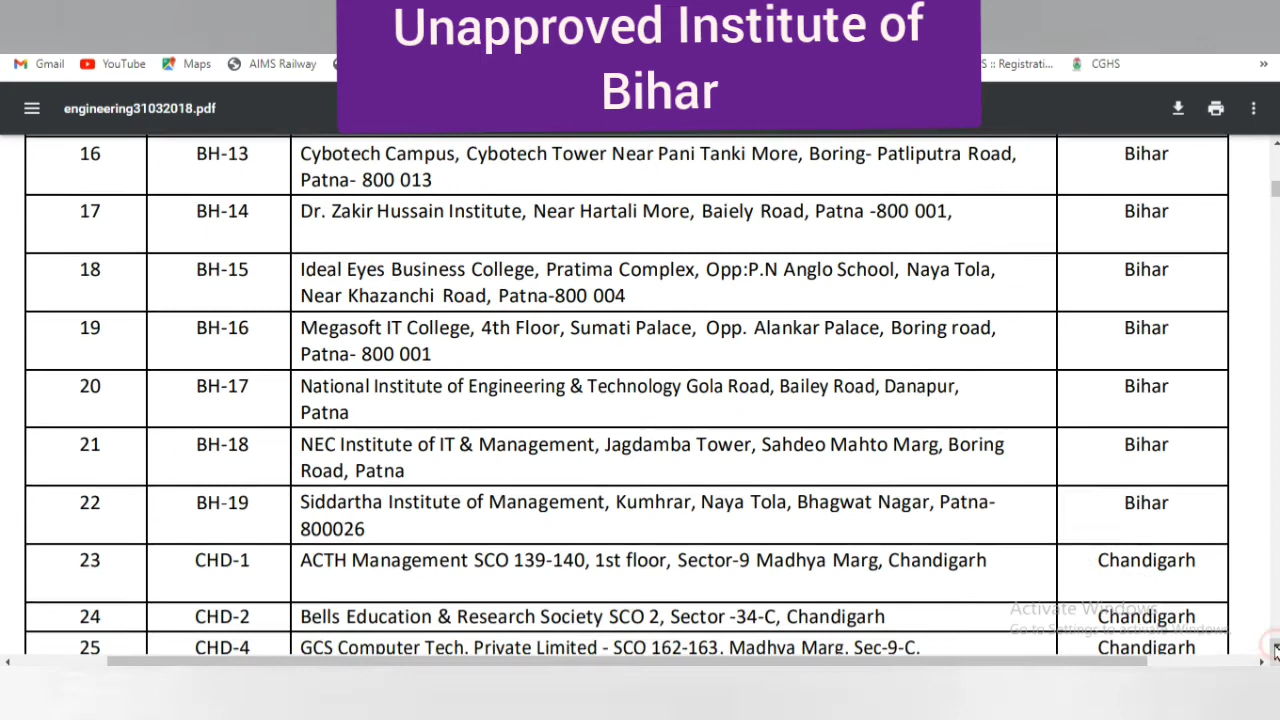 Unapproved Institute of
Bihar
Gmail YouTube Maps AIMS Railway S :: Registrati... CGHS »
engineering31032018.pdf
16 BH-13 Cybotech Campus, Cybotech Tower Near Pani Tanki More, Boring- Patliputra Road, Bihar
Patna- 800 013
17 BH-14 Dr. Zakir Hussain Institute, Near Hartali More, Baiely Road, Patna -800 001, Bihar
18 BH-15 Ideal Eyes Business College, Pratima Complex, Opp:P.N Anglo School, Naya Tola, Bihar
Near Khazanchi Road, Patna-800 004
19 BH-16 Megasoft IT College, 4th Floor, Sumati Palace, Opp. Alankar Palace, Boring road, Bihar
Patna- 800 001
20 BH-17 National Institute of Engineering & Technology Gola Road, Bailey Road, Danapur, Bihar
Patna
21 BH-18 NEC Institute of IT & Management, Jagdamba Tower, Sahdeo Mahto Marg, Boring Bihar
Road, Patna
22 BH-19 Siddartha Institute of Management, Kumhrar, Naya Tola, Bhagwat Nagar, Patna- Bihar
800026
23 CHD-1 ACTH Management SCO 139-140, 1st floor, Sector-9 Madhya Marg, Chandigarh Chandigarh
Activate Windows
24 CHD-2 Bells Education & Research Society SCO 2, Sector -34-C, Chandigarh Chandigarh
Go to Settings to activate Windows.
25 CHD-4 GCS Computer Tech. Private Limited - SCO 162-163, Madhya Marg, Sec-9-C, Chandigarh